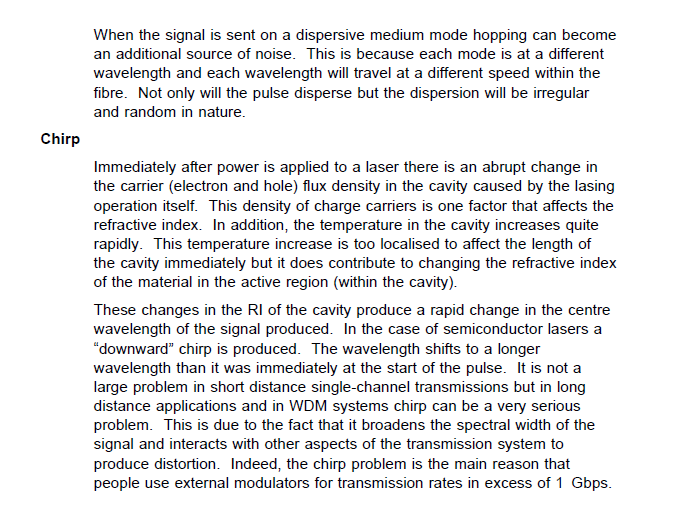 When the signal is sent on a dispersive medium mode hopping can become
an additional source of noise. This is because each mode is at a different
wavelength and each wavelength will travel at a different speed within the
fibre. Not only will the pulse disperse but the dispersion will be irregular
and random in nature.
Chirp
Immediately after power is applied to a laser there is an abrupt change in
the carrier (electron and hole) flux density in the cavity caused by the lasing
operation itself. This density of charge carriers is one factor that affects the
refractive index. In addition, the temperature in the cavity increases quite
rapidly. This temperature increase is too localised to affect the length of
the cavity immediately but it does contribute to changing the refractive index
of the material in the active region (within the cavity).
These changes in the RI of the cavity produce a rapid change in the centre
wavelength of the signal produced. In the case of semiconductor lasers a
“downward” chirp is produced. The wavelength shifts to a longer
wavelength than it was immediately at the start of the pulse. It is not a
large problem in short distance single-channel transmissions but in long
distance applications and in WDM systems chirp can be a very serious
problem. This is due to the fact that it broadens the spectral width of the
signal and interacts with other aspects of the transmission system to
produce distortion. Indeed, the chirp problem is the main reason that
people use external modulators for transmission rates in excess of 1 Gbps.